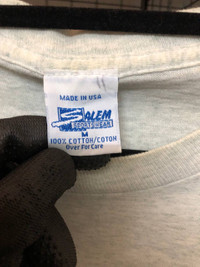 MADE IN USA
SALEM
SPORTSWEAR
M
100% COTTON/COTON
Over For Care